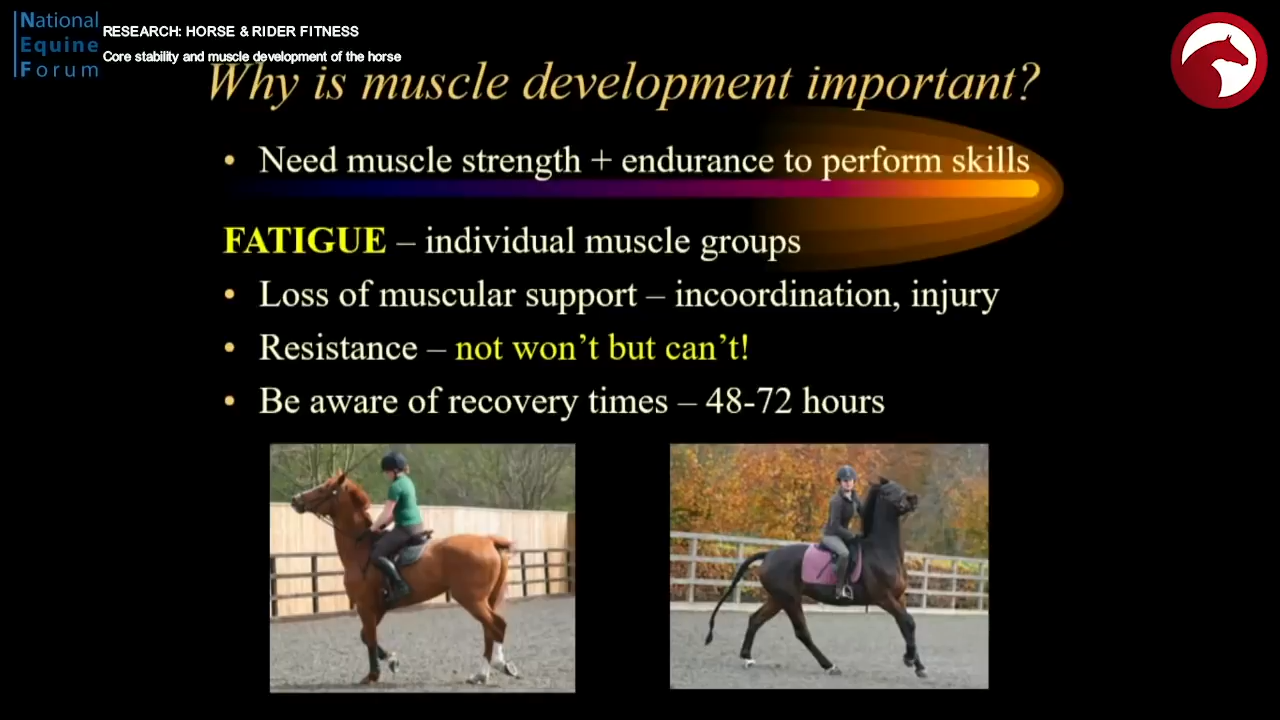 National
Equine
Forum
RESEARCH: HORSE & RIDER FITNESS
Core stability and muscle development of the horse
Why is muscle development important?
• Need muscle strength + endurance to perform skills
FATIGUE – individual muscle groups
• Loss of muscular support – incoordination, injury
• Resistance – not won’t but can’t!
• Be aware of recovery times – 48-72 hours